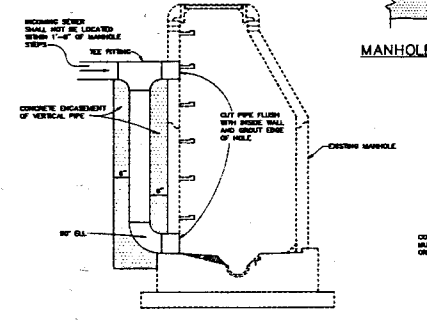 INCOMING SEWER
SHALL NOT BE LOCATED
WITHIN 1'-6" OF MANHOLE
STEPS
TEE FITTING
MANHOLE
CONCRETE ENCASEMENT
OF VERTICAL PIPE
CUT PIPE FLUSH
WITH INSIDE WALL
AND GROUT EDGE
OF HOLE
EXISTING MANHOLE
6"
6"
90° ELL